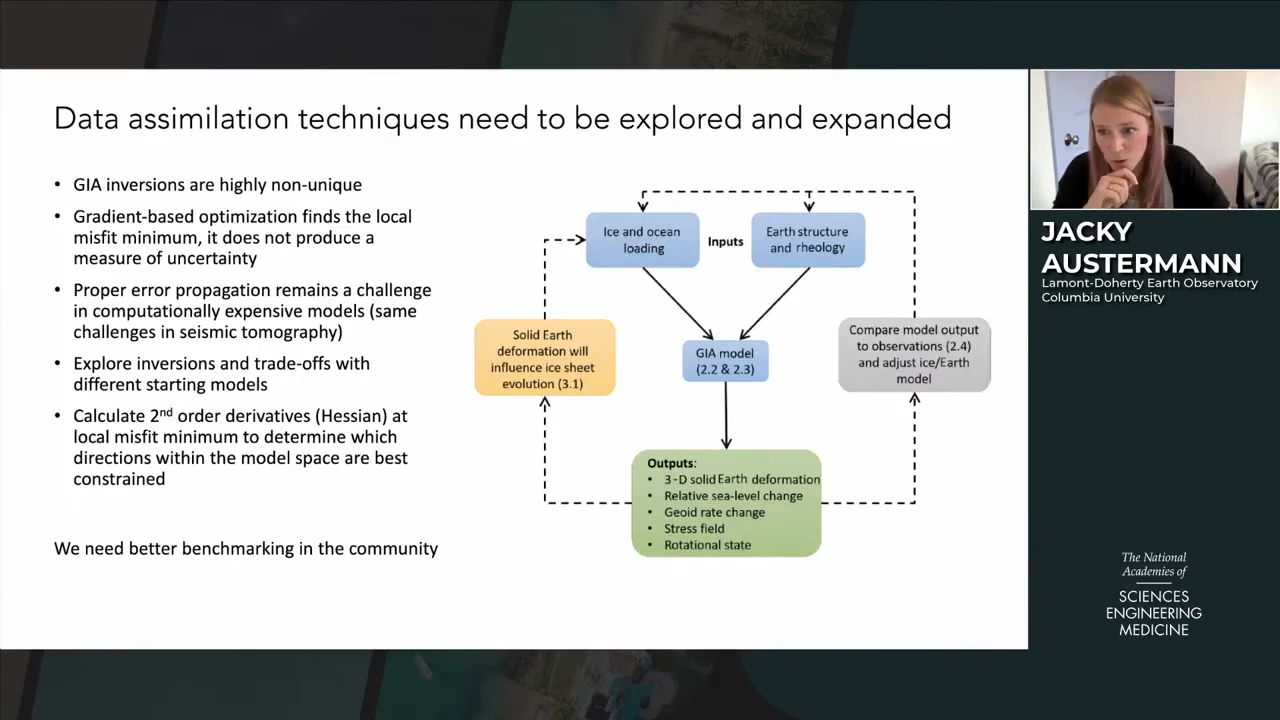 Data assimilation techniques need to be explored and expanded
• GIA inversions are highly non-unique
• Gradient-based optimization finds the local
misfit minimum, it does not produce a
measure of uncertainty
• Proper error propagation remains a challenge
in computationally expensive models (same
challenges in seismic tomography)
• Explore inversions and trade-offs with
different starting models
• Calculate 2nd order derivatives (Hessian) at
local misfit minimum to determine which
directions within the model space are best
constrained
We need better benchmarking in the community
Ice and ocean
loading
Inputs
Earth structure
and rheology
Solid Earth
deformation will
influence ice sheet
evolution (3.1)
GIA model
(2.2 & 2.3)
Compare model output
to observations (2.4)
and adjust ice/Earth
model
Outputs:
• 3-D solid Earth deformation
• Relative sea-level change
• Geoid rate change
• Stress field
• Rotational state
JACKY
AUSTERMANN
Lamont-Doherty Earth Observatory
Columbia University
The National
Academies of
SCIENCES
ENGINEERING
MEDICINE